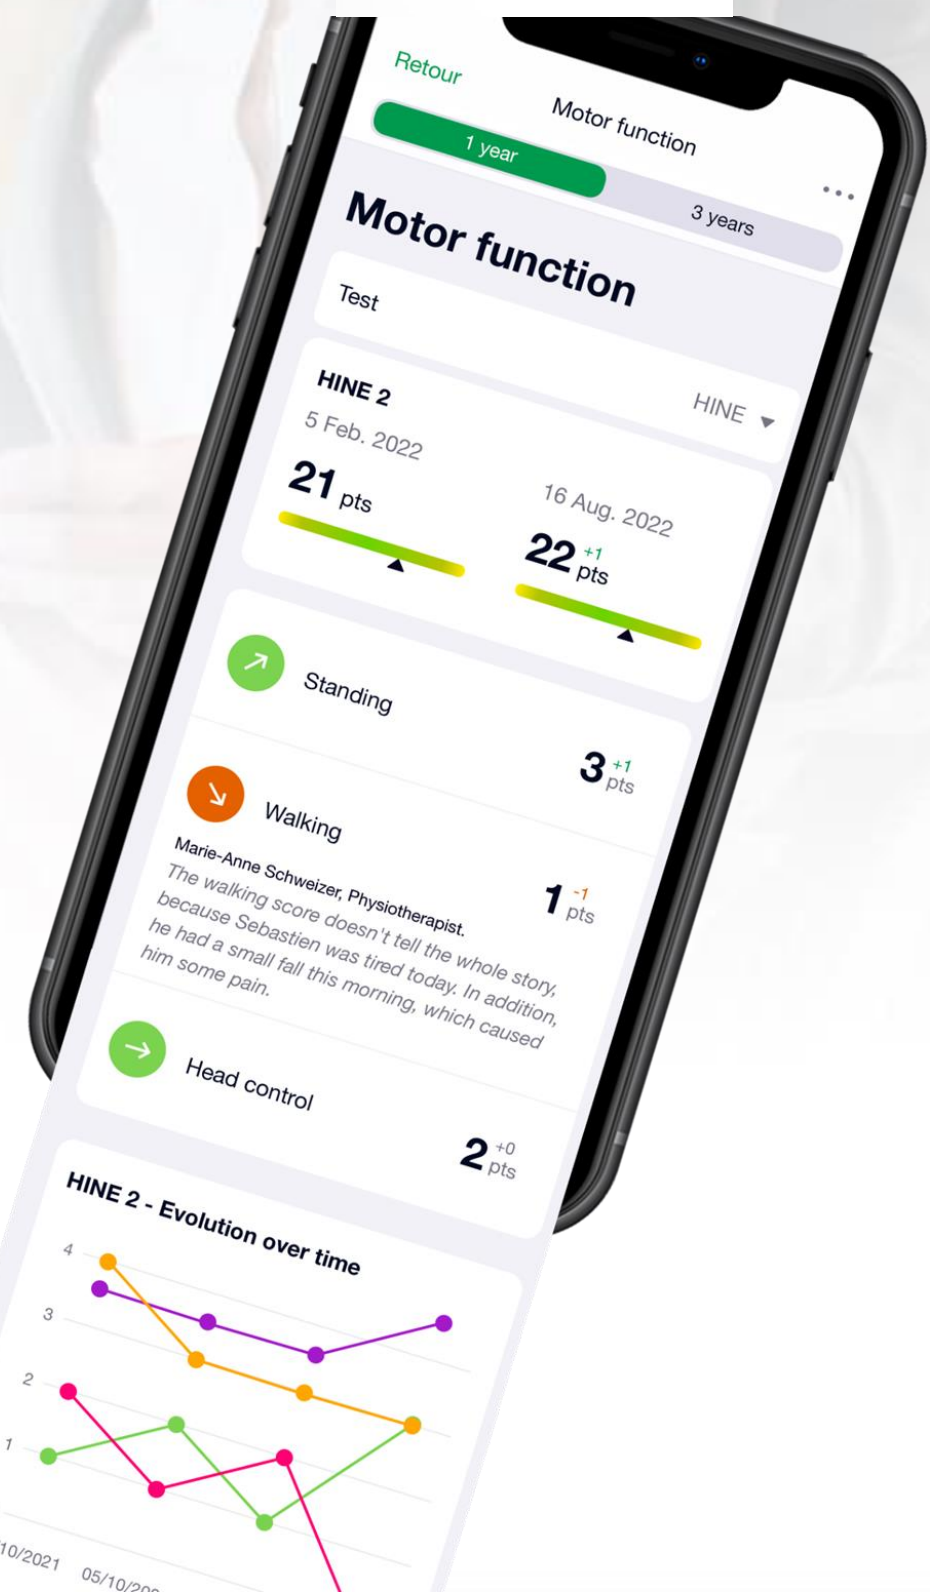 Retour
Motor function
1 year
3 years
Motor function
Test
HINE
HINE 2
5 Feb. 2022
16 Aug. 2022
21 pts
22 +1 pts
Standing
3 +1 pts
Walking
1 -1 pts
Marie-Anne Schweizer, Physiotherapist.
The walking score doesn't tell the whole story,
because Sebastien was tired today. In addition,
he had a small fall this morning, which caused
him some pain.
Head control
2 +0 pts
HINE 2 - Evolution over time
4
3
2
1
10/2021
05/10/20